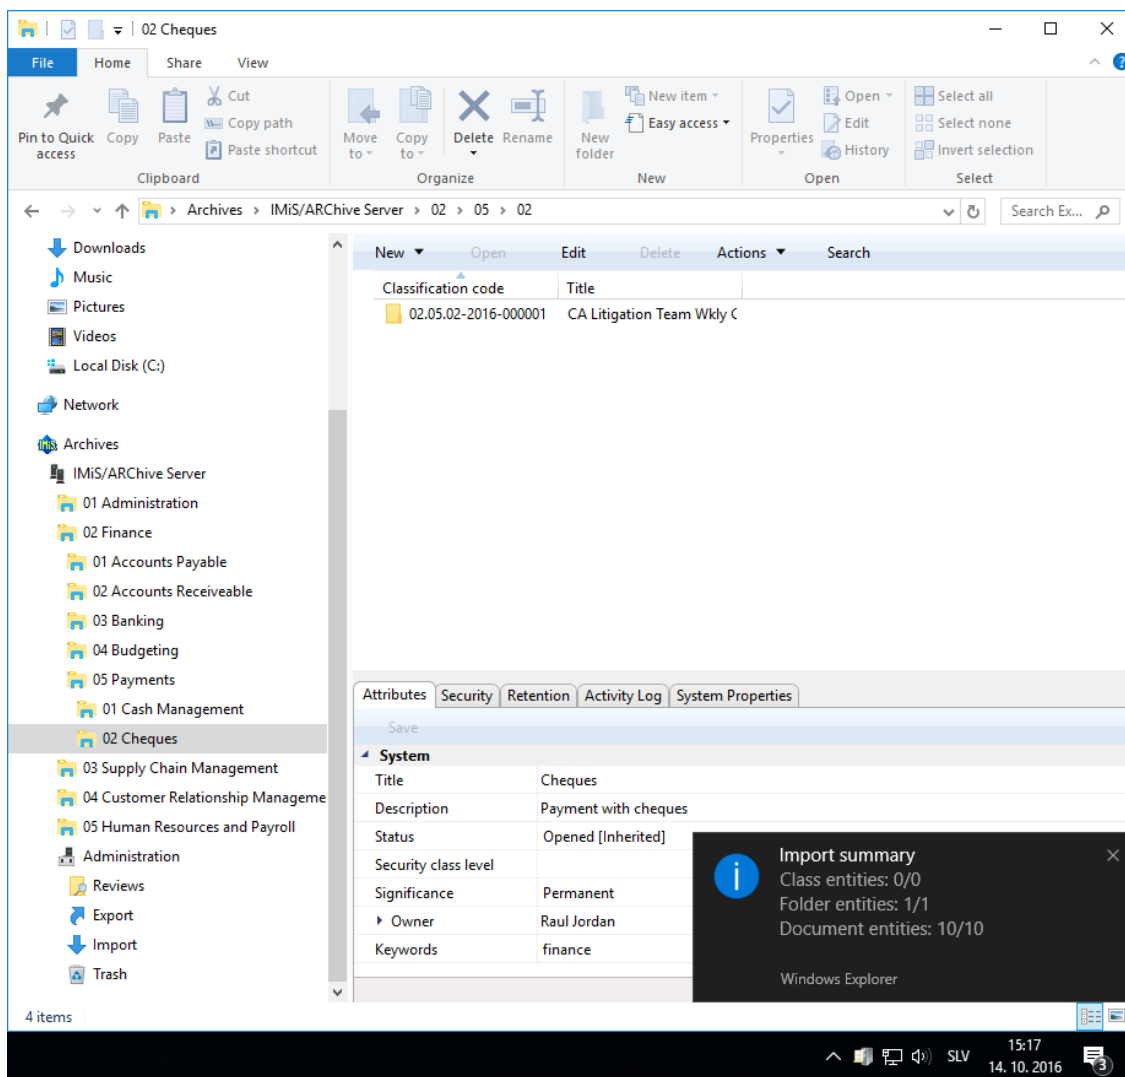 02 Cheques
File Home Share View
Pin to Quick access
Copy
Paste
Cut
Copy path
Paste shortcut
Clipboard
Move to
Copy to
Delete
Rename
Organize
New folder
New item
Easy access
New
Properties
Open
Edit
History
Open
Select all
Select none
Invert selection
Select
Archives > IMiS/ARChive Server > 02 > 05 > 02
Search Ex...
Downloads
Music
Pictures
Videos
Local Disk (C:)
Network
Archives
IMiS/ARChive Server
01 Administration
02 Finance
01 Accounts Payable
02 Accounts Receiveable
03 Banking
04 Budgeting
05 Payments
01 Cash Management
02 Cheques
03 Supply Chain Management
04 Customer Relationship Manageme
05 Human Resources and Payroll
Administration
Reviews
Export
Import
Trash
New Open Edit Delete Actions Search
Classification code Title
02.05.02-2016-000001 CA Litigation Team Wkly C
Attributes Security Retention Activity Log System Properties
Save
System
Title Cheques
Description Payment with cheques
Status Opened [Inherited]
Security class level
Significance Permanent
Owner Raul Jordan
Keywords finance
Import summary
Class entities: 0/0
Folder entities: 1/1
Document entities: 10/10
Windows Explorer
4 items
SLV
15:17
14. 10. 2016
3